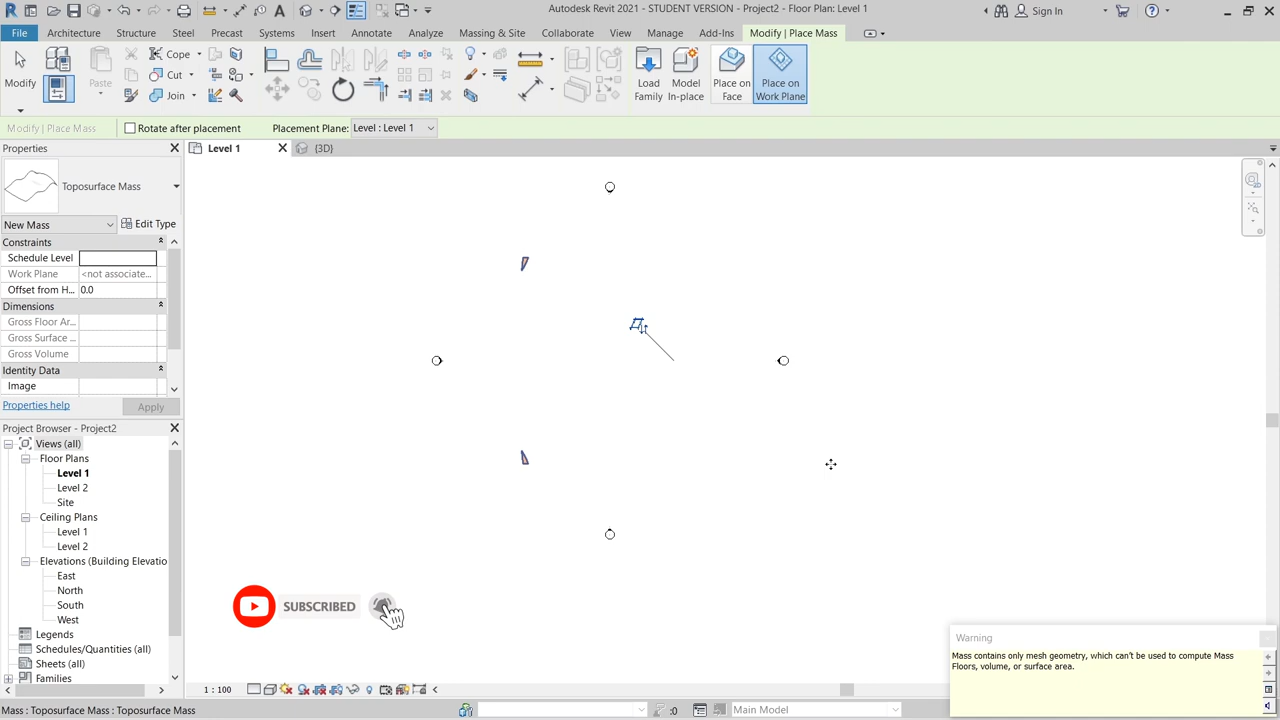 Autodesk Revit 2021 - STUDENT VERSION - Project2 - Floor Plan: Level 1
Sign In
File Architecture Structure Steel Precast Systems Insert Annotate Analyze Massing & Site Collaborate View Manage Add-Ins Modify | Place Mass
Modify
Paste
Cope
Cut
Join
Load Family
Model In-place
Place on Face
Place on Work Plane
Modify | Place Mass
Rotate after placement
Placement Plane: Level : Level 1
Properties
Level 1
(3D)
Toposurface Mass
New Mass
Edit Type
Constraints
Schedule Level
Work Plane <not associate...
Offset from H... 0.0
Dimensions
Gross Floor Ar...
Gross Surface ...
Gross Volume
Identity Data
Image
Properties help
Apply
Project Browser - Project2
Views (all)
Floor Plans
Level 1
Level 2
Site
Ceiling Plans
Level 1
Level 2
Elevations (Building Elevatio
East
North
South
West
Legends
Schedules/Quantities (all)
Sheets (all)
Families
SUBSCRIBED
Warning
Mass contains only mesh geometry, which can't be used to compute Mass
Floors, volume, or surface area.
1 : 100
Mass : Toposurface Mass : Toposurface Mass
:0
Main Model